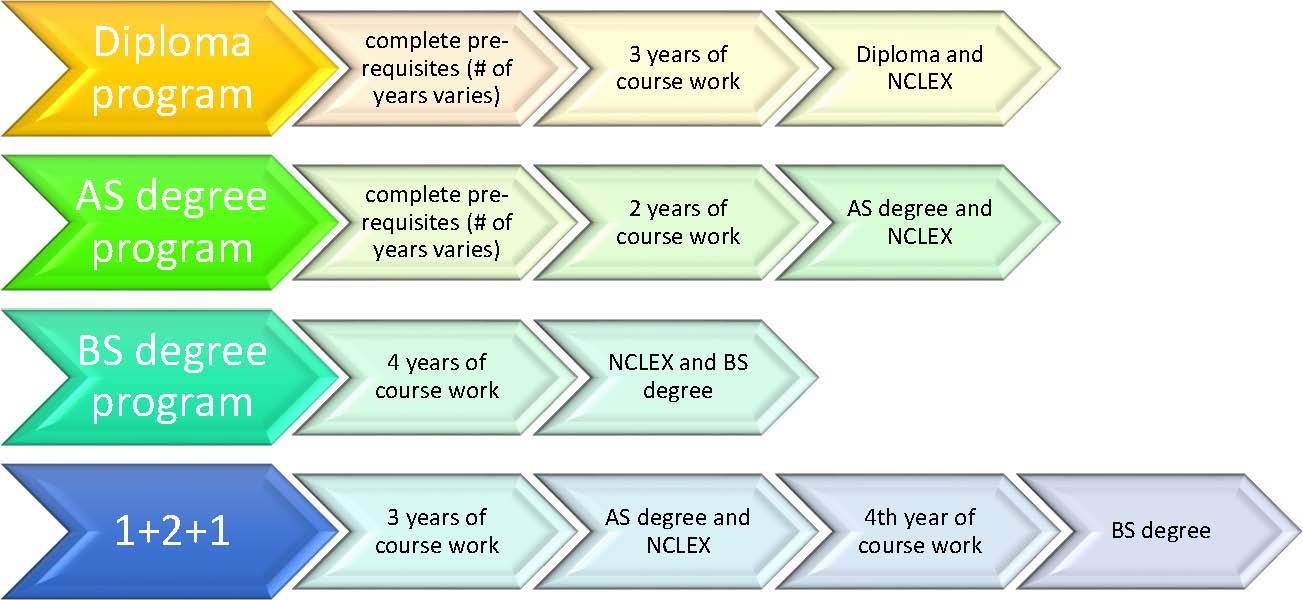 Diploma
program
complete pre-
requisites (# of
years varies)
3 years of
course work
Diploma and
NCLEX
AS degree
program
complete pre-
requisites (# of
years varies)
2 years of
course work
AS degree and
NCLEX
BS degree
program
4 years of
course work
NCLEX and BS
degree
1+2+1
3 years of
course work
AS degree and
NCLEX
4th year of
course work
BS degree